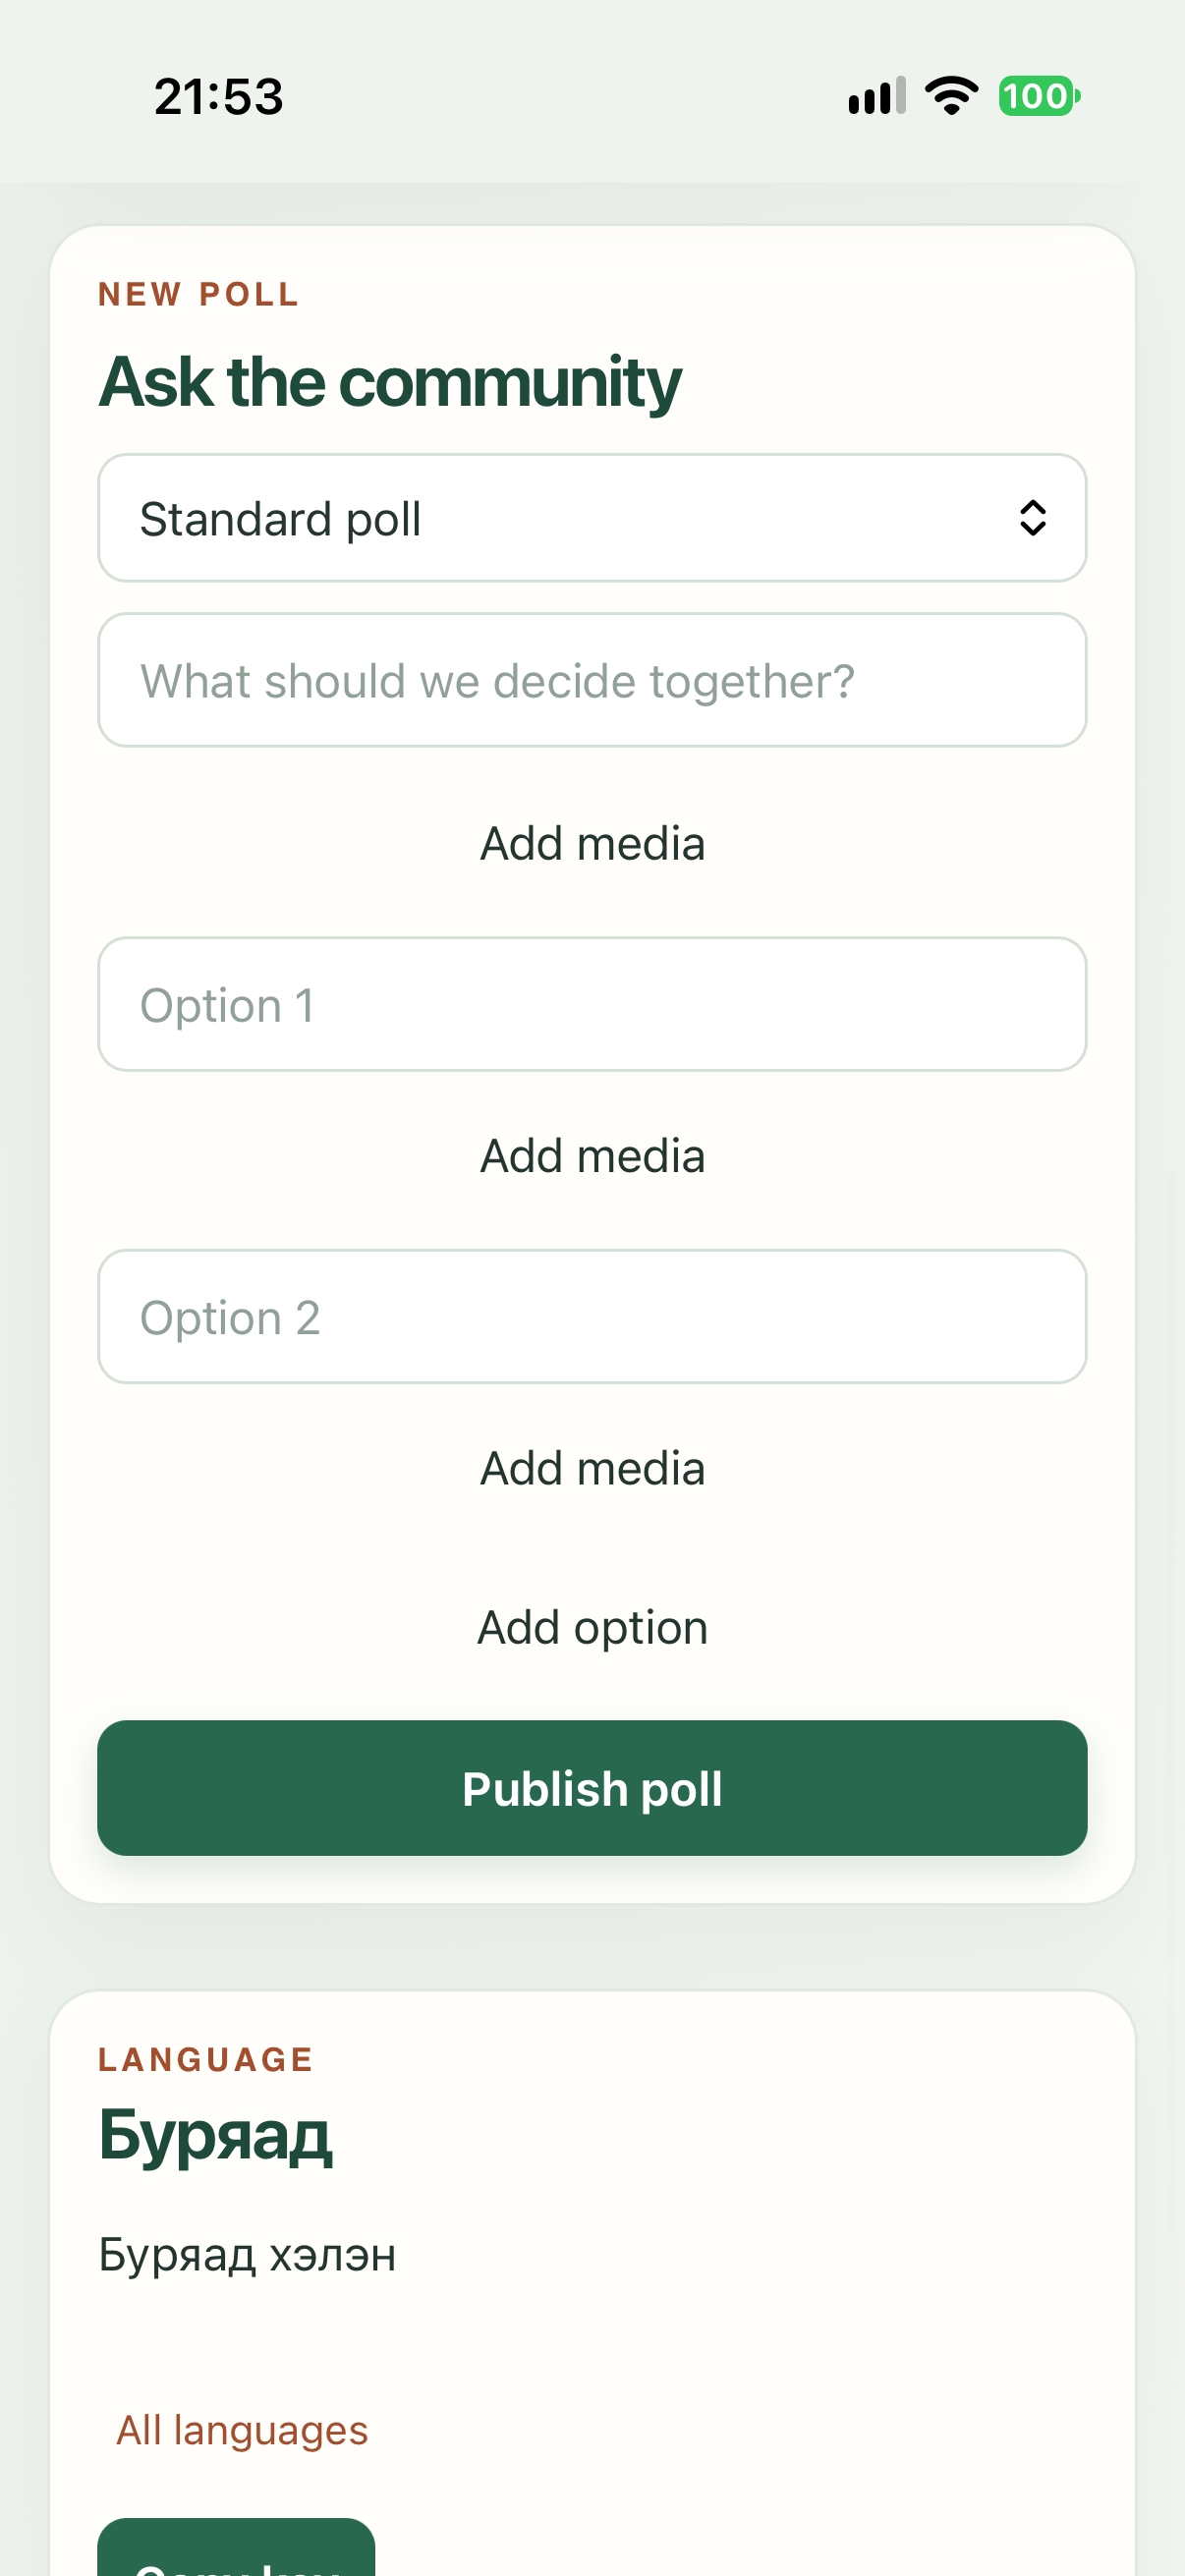 21:53
100
NEW POLL
Ask the community
Standard poll
What should we decide together?
Add media
Option 1
Add media
Option 2
Add media
Add option
Publish poll
LANGUAGE
Буряад
Буряад хэлэн
All languages